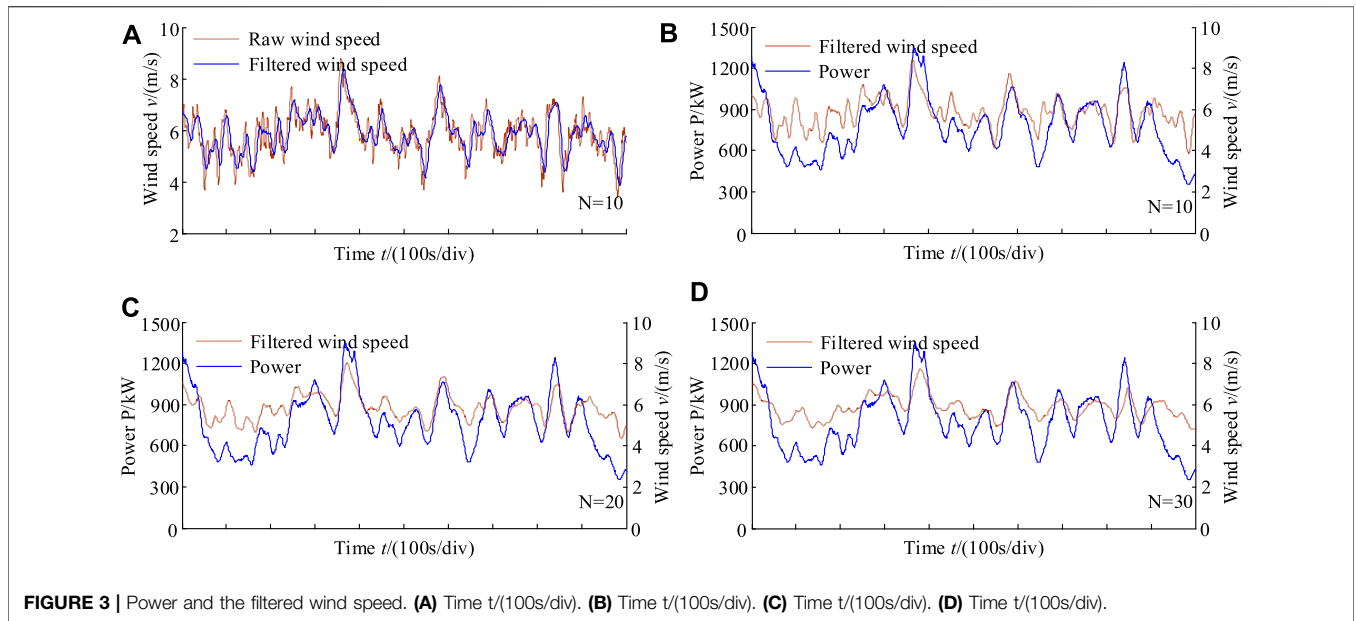 A
10
8
6
4
2
Wind speed v/(m/s)
Raw wind speed
Filtered wind speed
N=10
Time t/(100s/div)
B
1500
1200
900
600
300
0
Power P/kW
Filtered wind speed
Power
10
8
6
4
2
0
Wind speed v/(m/s)
N=10
Time t/(100s/div)
C
1500
1200
900
600
300
0
Power P/kW
Filtered wind speed
Power
10
8
6
4
2
0
Wind speed v/(m/s)
N=20
Time t/(100s/div)
D
1500
1200
900
600
300
0
Power P/kW
Filtered wind speed
Power
10
8
6
4
2
0
Wind speed v/(m/s)
N=30
Time t/(100s/div)
FIGURE 3 | Power and the filtered wind speed. (A) Time t/(100s/div). (B) Time t/(100s/div). (C) Time t/(100s/div). (D) Time t/(100s/div).